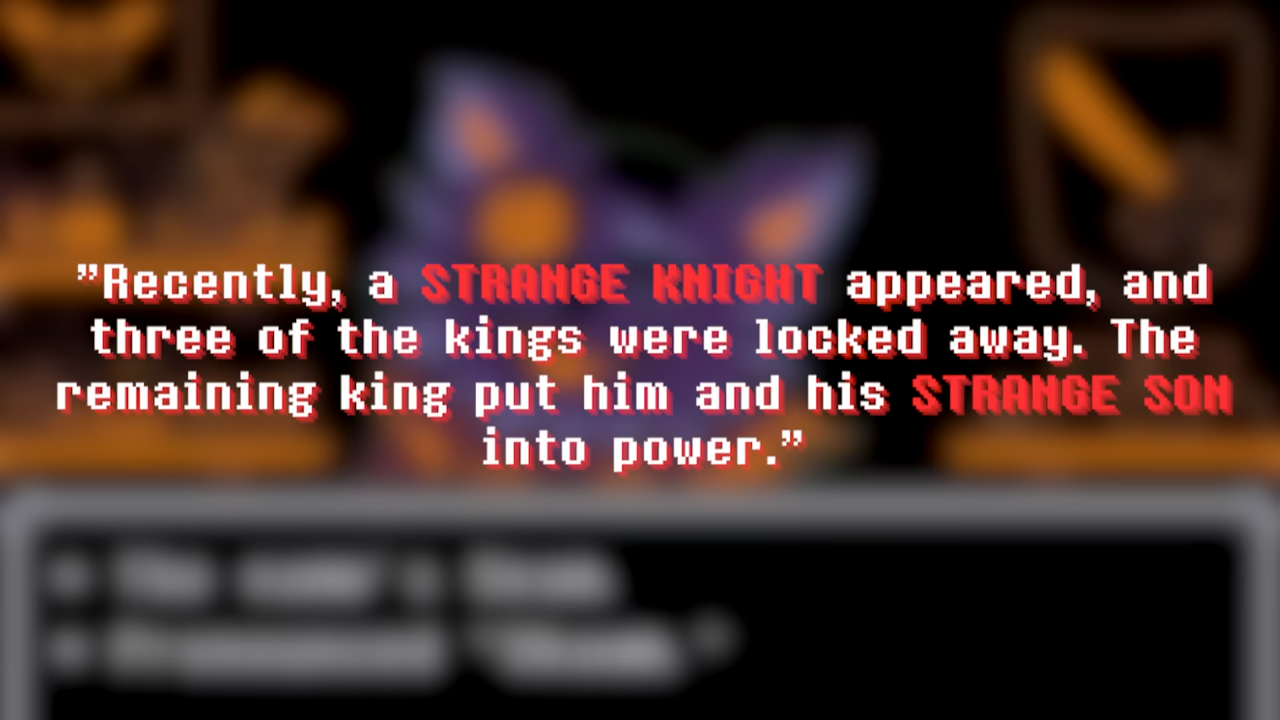 ”Recently, a STRANGE KNIGHT appeared, and
three of the kings were locked away. The
remaining king put him and his STRANGE SON
into power.”